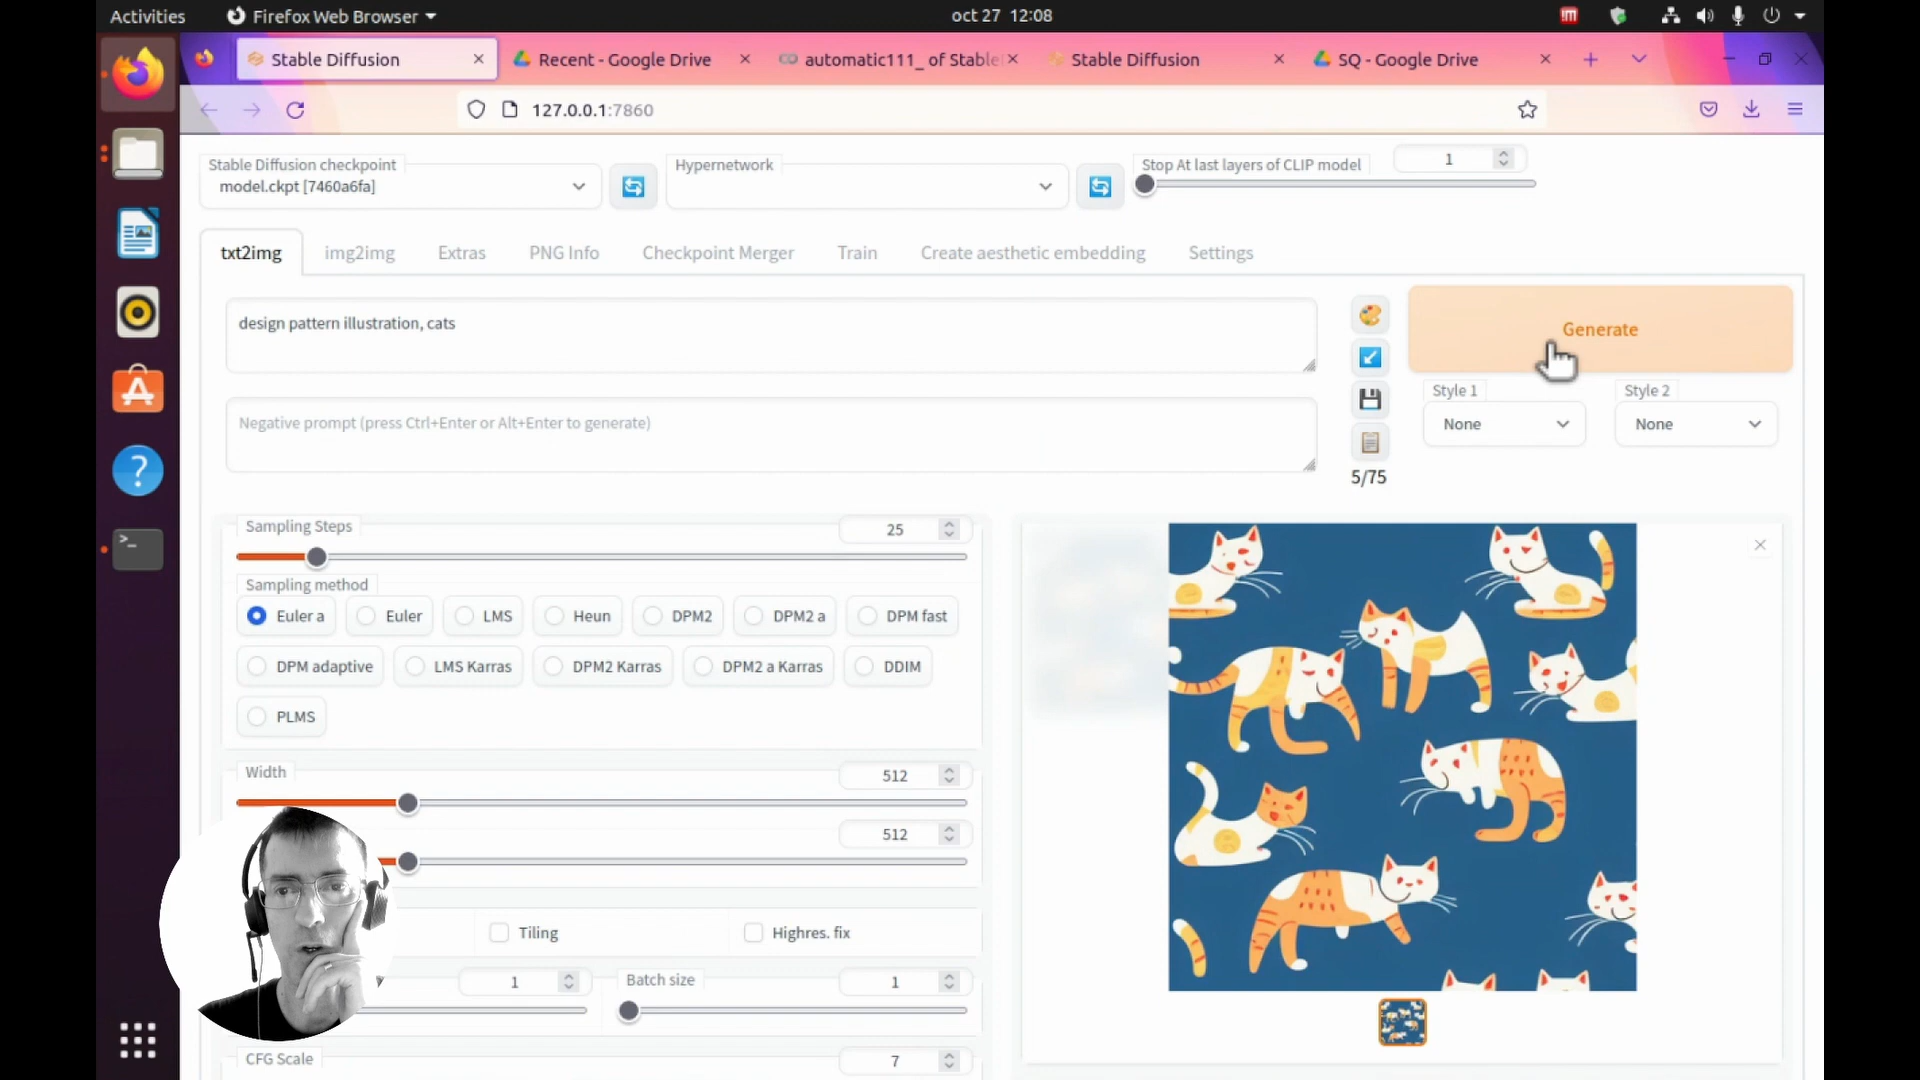 Activities
Firefox Web Browser
oct 27 12:08
Stable Diffusion
Recent - Google Drive
automatic111_ of Stable
Stable Diffusion
SQ - Google Drive
127.0.0.1:7860
Stable Diffusion checkpoint
model.ckpt [7460a6fa]
Hypernetwork
Stop At last layers of CLIP model
1
txt2img
img2img
Extras
PNG Info
Checkpoint Merger
Train
Create aesthetic embedding
Settings
design pattern illustration, cats
Generate
Style 1
Style 2
None
None
Negative prompt (press Ctrl+Enter or Alt+Enter to generate)
5/75
Sampling Steps
25
Sampling method
Euler a
Euler
LMS
Heun
DPM2
DPM2 a
DPM fast
DPM adaptive
LMS Karras
DPM2 Karras
DPM2 a Karras
DDIM
PLMS
Width
512
512
Tiling
Highres. fix
1
Batch size
1
CFG Scale
7